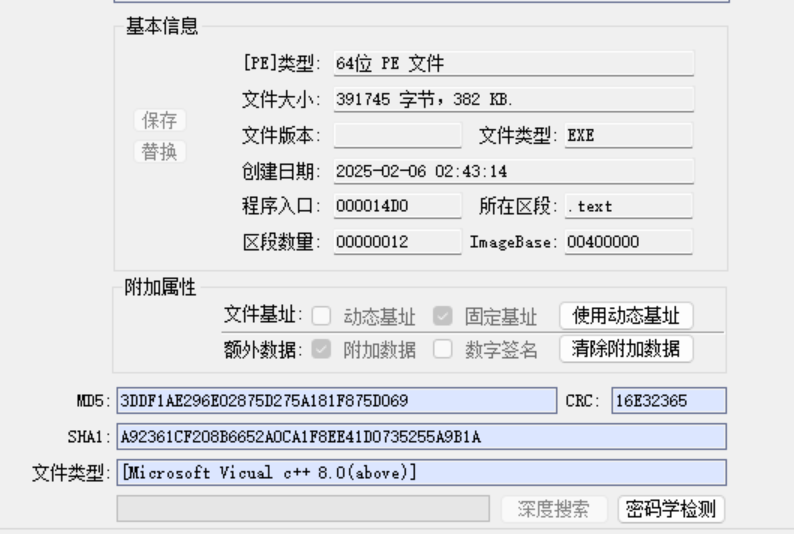 基本信息
[PE]类型: 64位 PE 文件
文件大小: 391745 字节，382 KB.
保存
文件版本: 文件类型: EXE
替换
创建日期: 2025-02-06 02:43:14
程序入口: 000014D0 所在区段: .text
区段数量: 00000012 ImageBase: 00400000
附加属性
文件基址: 动态基址 固定基址 使用动态基址
额外数据: 附加数据 数字签名 清除附加数据
MD5: 3DDF1AE296E02875D275A181F875D069 CRC: 16E32365
SHA1: A92361CF208B6652A0CA1F8EE41D0735255A9B1A
文件类型: [Microsoft Vicual c++ 8.0(above)]
深度搜索 密码学检测